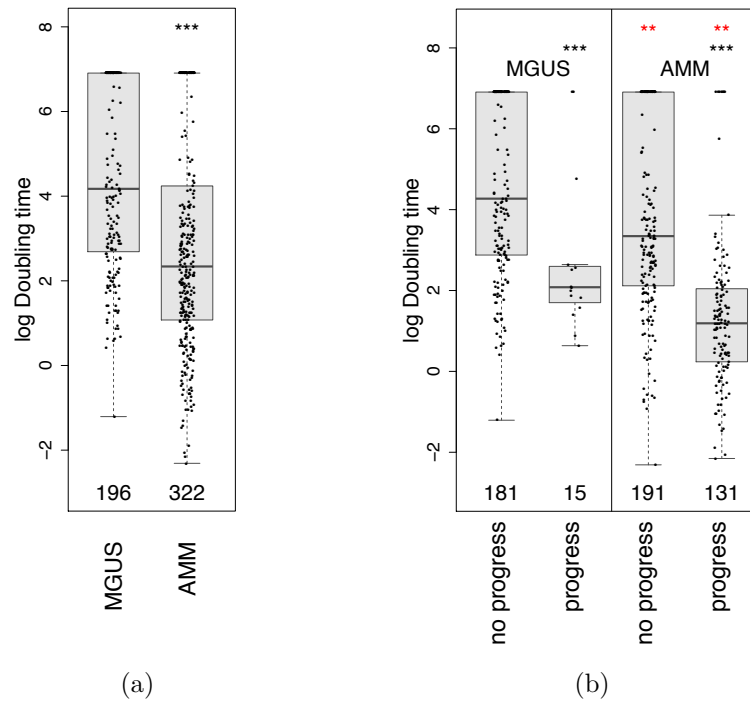 8
6
4
2
0
−2
log Doubling time
***
196 322
MGUS
AMM
(a)
8
6
4
2
0
−2
log Doubling time
** **
*** ***
MGUS AMM
181 15 191 131
no progress
progress
no progress
progress
(b)